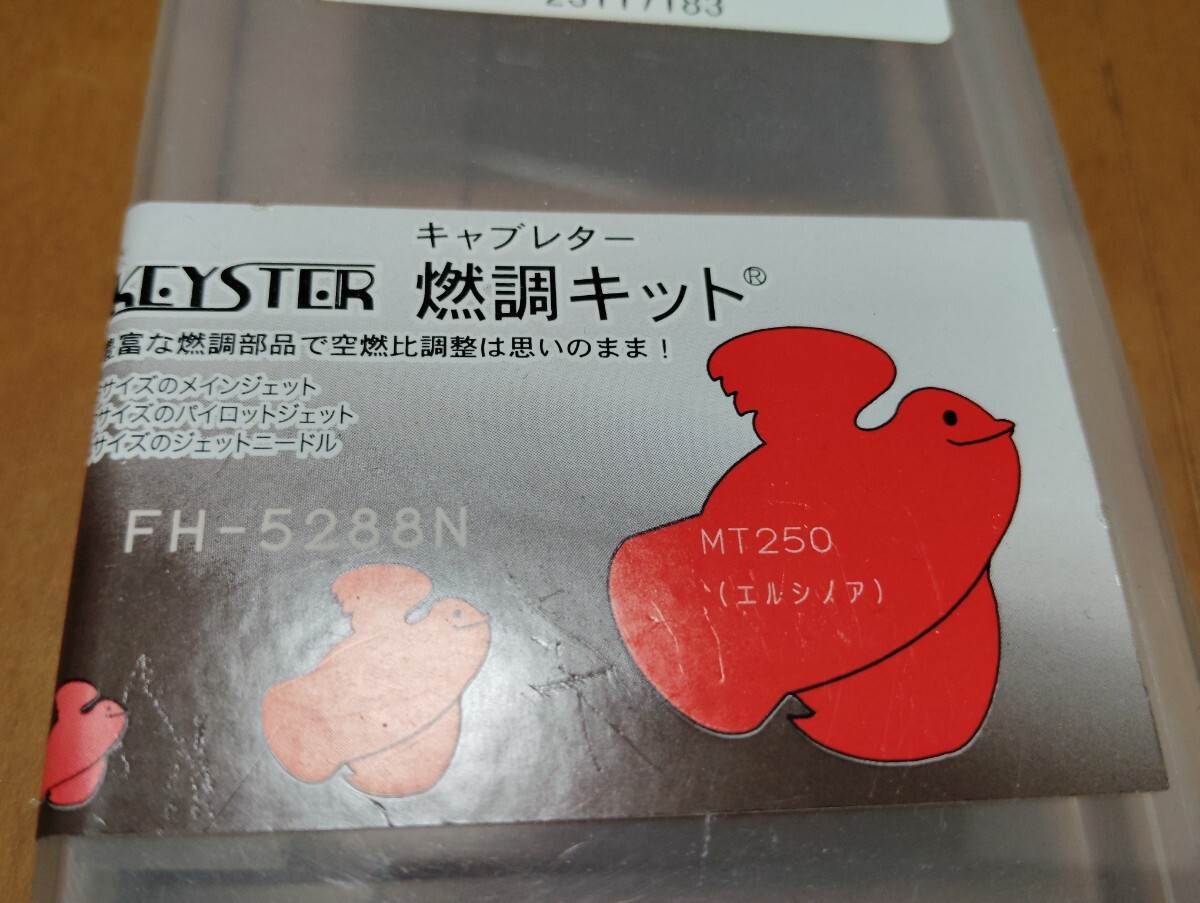 KEYSTER
キャブレター
燃調キット®
豊富な燃調部品で空燃比調整は思いのまま！
サイズのメインジェット
サイズのパイロットジェット
サイズのジェットニードル
FH-5288N
MT250
(エルシノア)